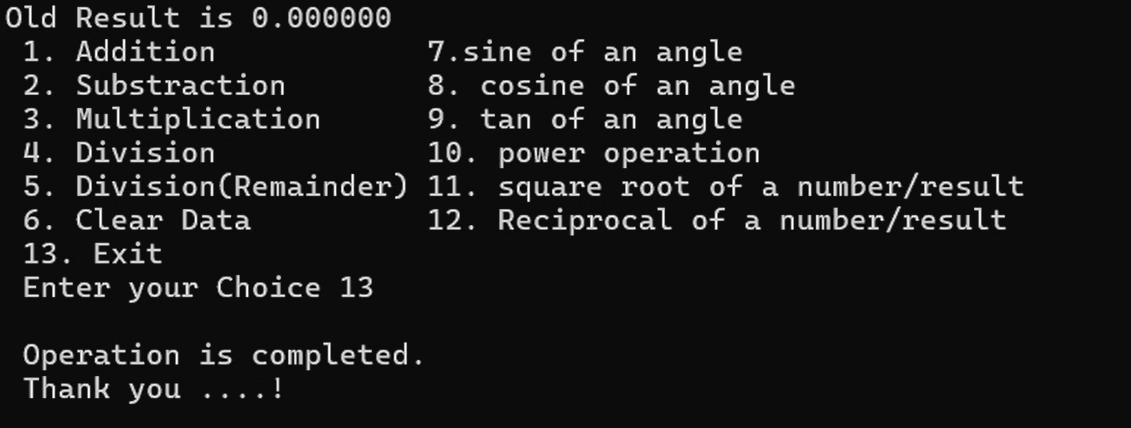 Old Result is 0.000000
1. Addition 7.sine of an angle
2. Substraction 8. cosine of an angle
3. Multiplication 9. tan of an angle
4. Division 10. power operation
5. Division(Remainder) 11. square root of a number/result
6. Clear Data 12. Reciprocal of a number/result
13. Exit
Enter your Choice 13
Operation is completed.
Thank you ....!